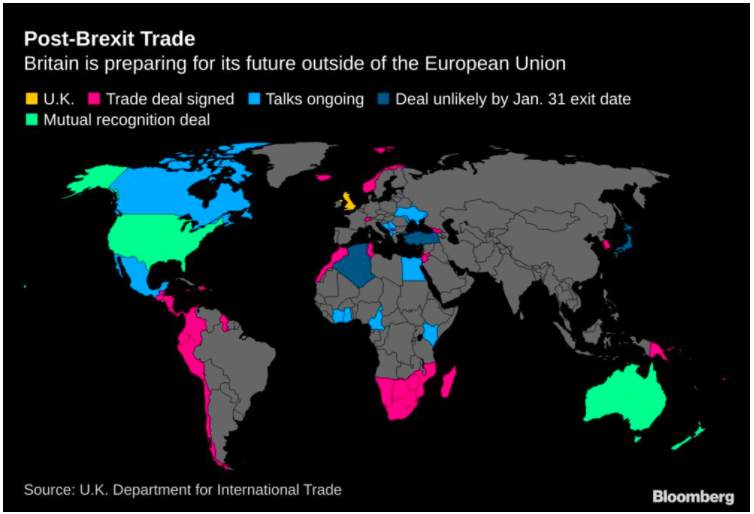 Post-Brexit Trade
Britain is preparing for its future outside of the European Union
U.K. Trade deal signed Talks ongoing Deal unlikely by Jan. 31 exit date
Mutual recognition deal
Source: U.K. Department for International Trade
Bloomberg